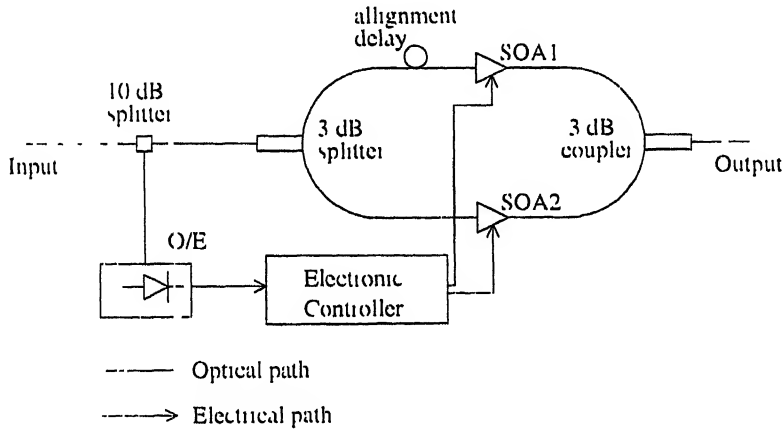 allignment
delay
SOA1
10 dB
splitter
3 dB
splitter
3 dB
coupler
Input
Output
SOA2
O/E
Electronic
Controller
Optical path
Electrical path